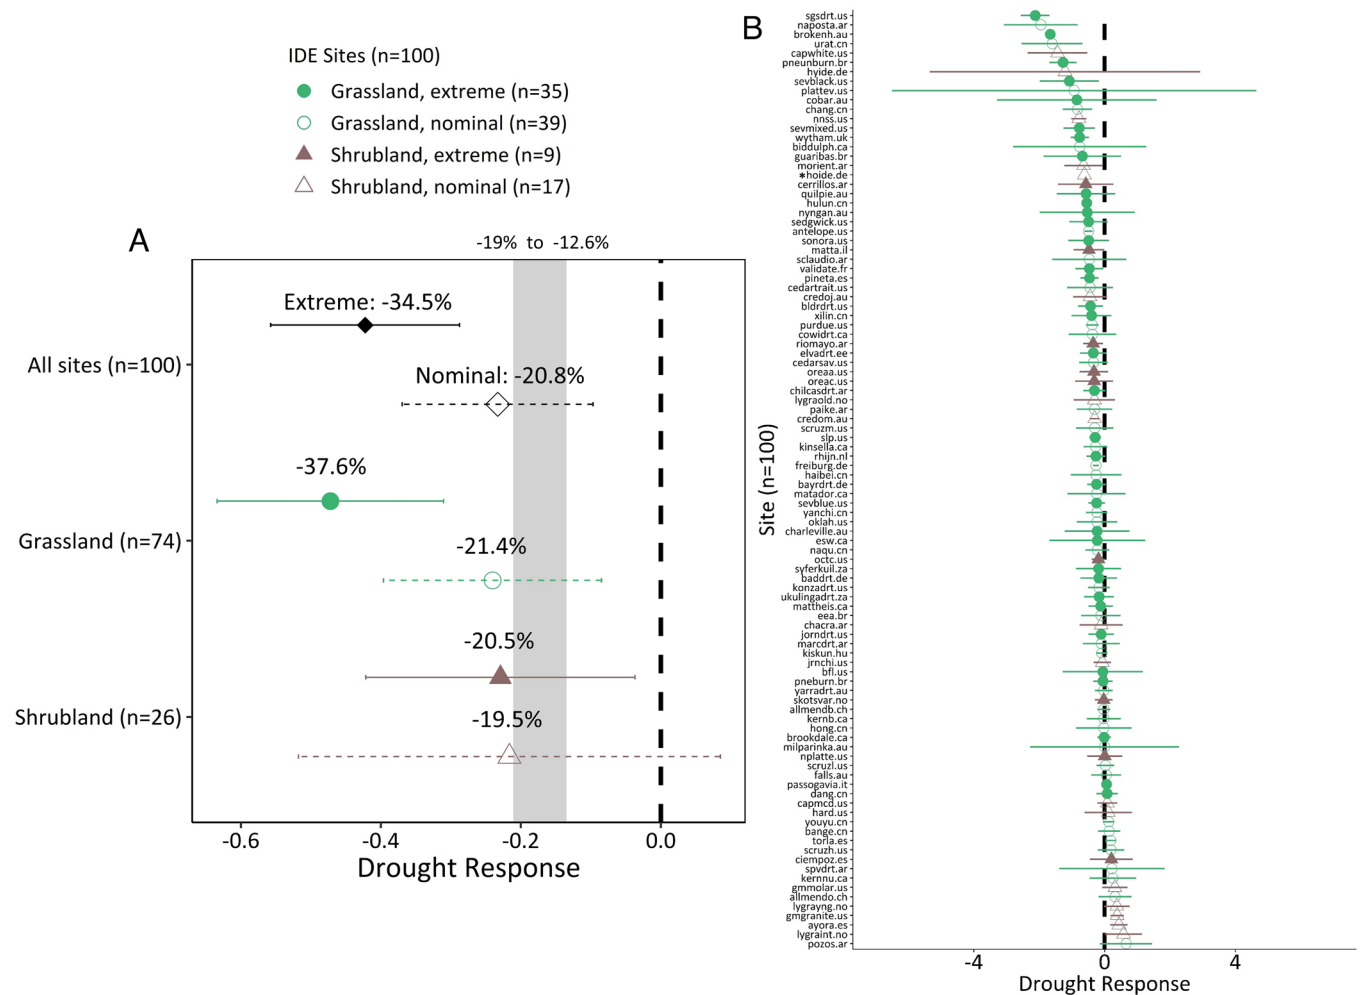 IDE Sites (n=100)
Grassland, extreme (n=35)
Grassland, nominal (n=39)
Shrubland, extreme (n=9)
Shrubland, nominal (n=17)
A
-19% to -12.6%
Extreme: -34.5%
All sites (n=100)
Nominal: -20.8%
-37.6%
Grassland (n=74)
-21.4%
-20.5%
Shrubland (n=26)
-19.5%
-0.6
-0.4
-0.2
0.0
Drought Response
B
Site (n=100)
sgsdrt.us
naposta.ar
brokenh.au
urat.cn
capwhite.us
pneunburn.br
hyide.de
sevblack.us
plattev.us
cobar.au
chang.cn
nnss.us
sevmixed.us
wytham.uk
biddulph.ca
guaribas.br
morient.ar
*hoide.de
cerrillos.ar
quilpie.au
hulun.cn
nyngan.au
sedgwick.us
antelope.us
sonora.us
matta.il
sclaudio.ar
validate.fr
pineta.es
cedartrait.us
credoj.au
bldrdrt.us
xilin.cn
purdue.us
cowidrt.ca
riomayo.ar
elvadrt.ee
cedarsav.us
oreaa.us
oreac.us
chilcasdrt.ar
lygraold.no
paike.ar
credom.au
scruzm.us
slp.us
kinsella.ca
rhijn.nl
freiburg.de
haibei.cn
bayrdrt.de
matador.ca
sevblue.us
yanchi.cn
oklah.us
charleville.au
esw.ca
naqu.cn
octc.us
syferkuil.za
baddrt.de
konzadrt.us
ukulingadrt.za
mattheis.ca
eea.br
chacra.ar
jorndrt.us
marcdrt.ar
kiskun.hu
jrnchi.us
bfl.us
pneburn.br
yarradrt.au
skotsvar.no
allmendb.ch
kernb.ca
hong.cn
brookdale.ca
milparinka.au
nplatte.us
scruzl.us
falls.au
passogavia.it
dang.cn
capmcd.us
hard.us
youyu.cn
bange.cn
torla.es
scruzh.us
ciempoz.es
spvdrt.ar
kernnu.ca
gmmolar.us
allmendo.ch
lygrayng.no
gmgranite.us
ayora.es
lygraint.no
pozos.ar
-4
0
4
Drought Response